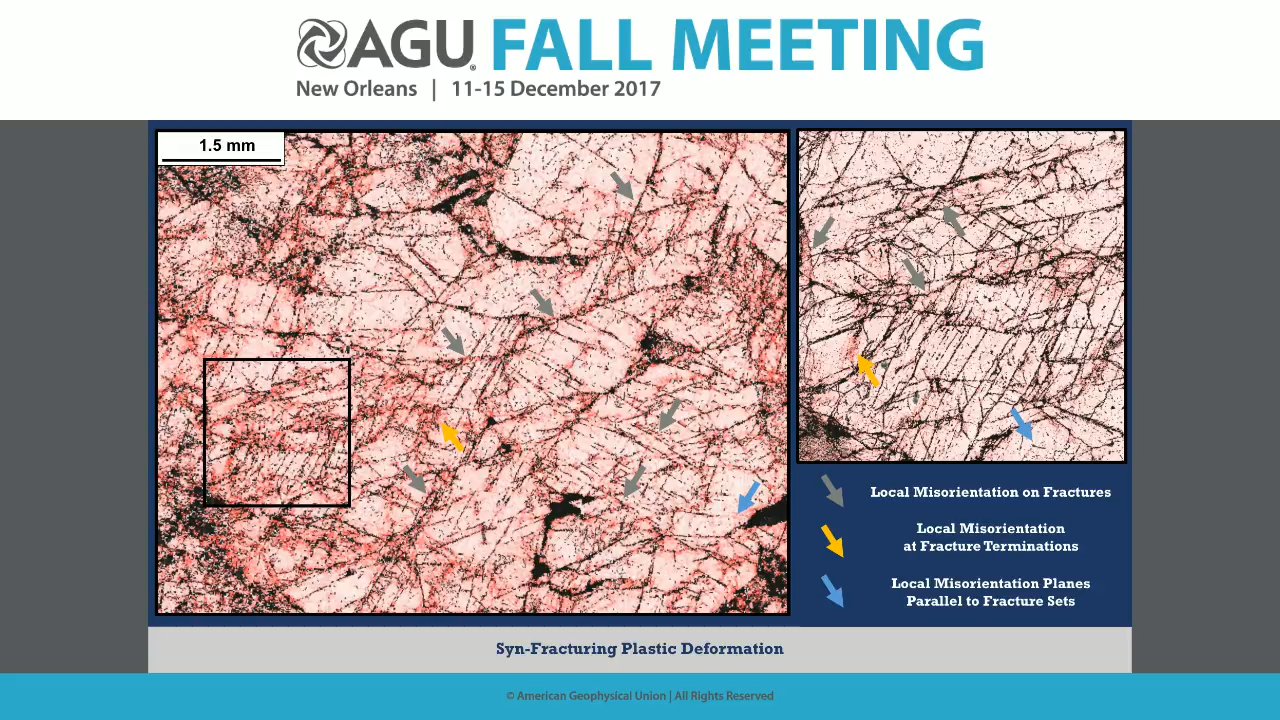 AGU FALL MEETING
New Orleans | 11-15 December 2017
1.5 mm
Local Misorientation on Fractures
Local Misorientation
at Fracture Terminations
Local Misorientation Planes
Parallel to Fracture Sets
Syn-Fracturing Plastic Deformation
© American Geophysical Union | All Rights Reserved